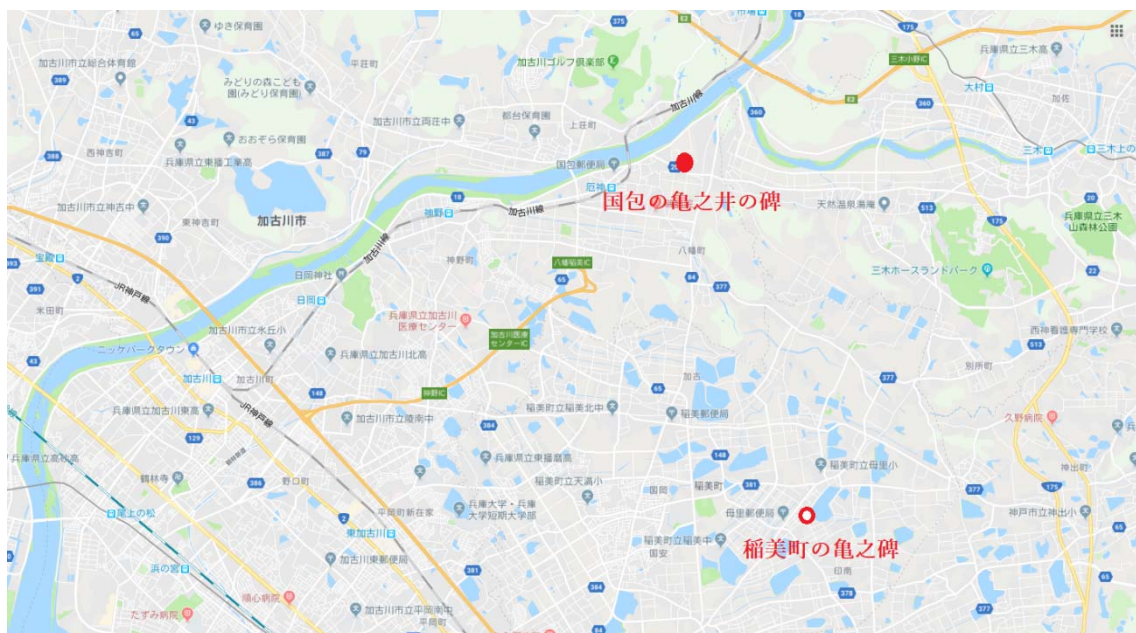 ゆき保育園
加古川市立総合体育館
平荘町
みどりの森こども
園(みどり保育園)
加古川ゴルフ倶楽部
市場
兵庫県立三木高
三木小野IC
大村
加佐
加古川市立両荘中
都台保育園
上荘町
加古川線
おおぞら保育園
西神吉町
兵庫県立東播工業高
国包郵便局
厄神
三木
三木上の
国包の亀之井の碑
加古川市立神吉中
東神吉町
加古川市
神野
加古川線
天然温泉湯庵
兵庫県立三木
山森林公園
八幡町
宝殿
JR神戸線
日岡神社
加古川線
神野町
八幡稲美IC
三木ホースランドパーク
米田町
日岡
兵庫県立加古川
医療センター
加古川市立氷丘小
加古川医療
センターIC
西神看護専門学校
ニッケパークタウン
兵庫県立加古川北高
別所町
加古川
加古川町
神野IC
加古
JR神戸線
兵庫県立加古川東高
加古川市立陵南中
稲美町立稲美北中
稲美郵便局
久野病院
兵庫県立高砂高
兵庫県立東播磨高
稲美町立母里小
神出町
鶴林寺
野口町
稲美町立天満小
国岡
稲美町
平岡町新在家
兵庫大学・兵庫
大学短期大学部
母里郵便局
神戸市立神出小
尾上の松
東加古川
稲美町立稲美中
国安
稲美町の亀之碑
浜の宮
加古川東郵便局
印南
順心病院
たずみ病院
加古川市立平岡南中
平岡町